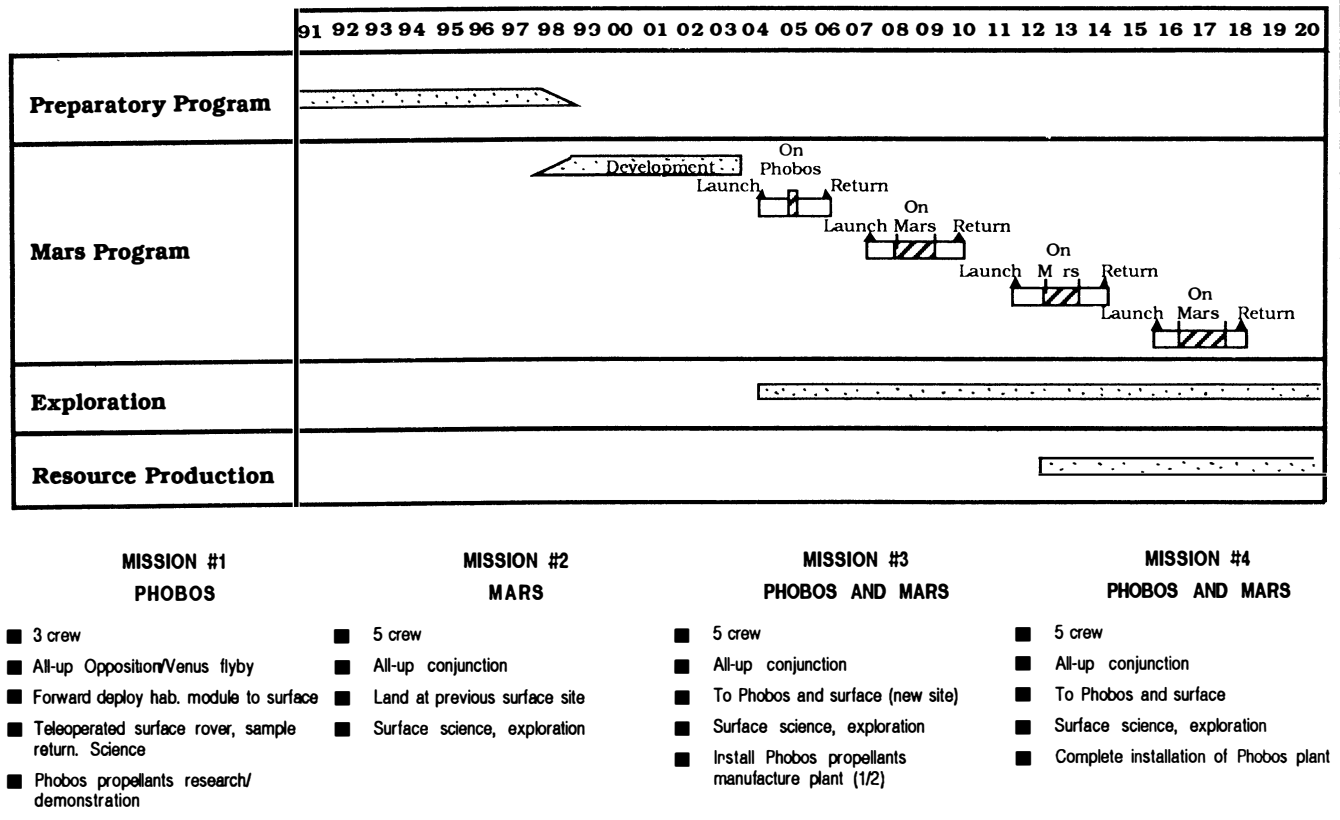 91 92 93 94 95 96 97 98 99 00 01 02 03 04 05 06 07 08 09 10 11 12 13 14 15 16 17 18 19 20
Preparatory Program
Mars Program
Development
On
Phobos
Launch
Return
On
Launch Mars Return
On
Launch M rs Return
On
Launch Mars Return
Exploration
Resource Production
MISSION #1
PHOBOS
■ 3 crew
■ All-up Opposition/Venus flyby
■ Forward deploy hab. module to surface
■ Teleoperated surface rover, sample
return. Science
■ Phobos propellants research/
demonstration
MISSION #2
MARS
■ 5 crew
■ All-up conjunction
■ Land at previous surface site
■ Surface science, exploration
MISSION #3
PHOBOS AND MARS
■ 5 crew
■ All-up conjunction
■ To Phobos and surface (new site)
■ Surface science, exploration
■ Install Phobos propellants
manufacture plant (1/2)
MISSION #4
PHOBOS AND MARS
■ 5 crew
■ All-up conjunction
■ To Phobos and surface
■ Surface science, exploration
■ Complete installation of Phobos plant